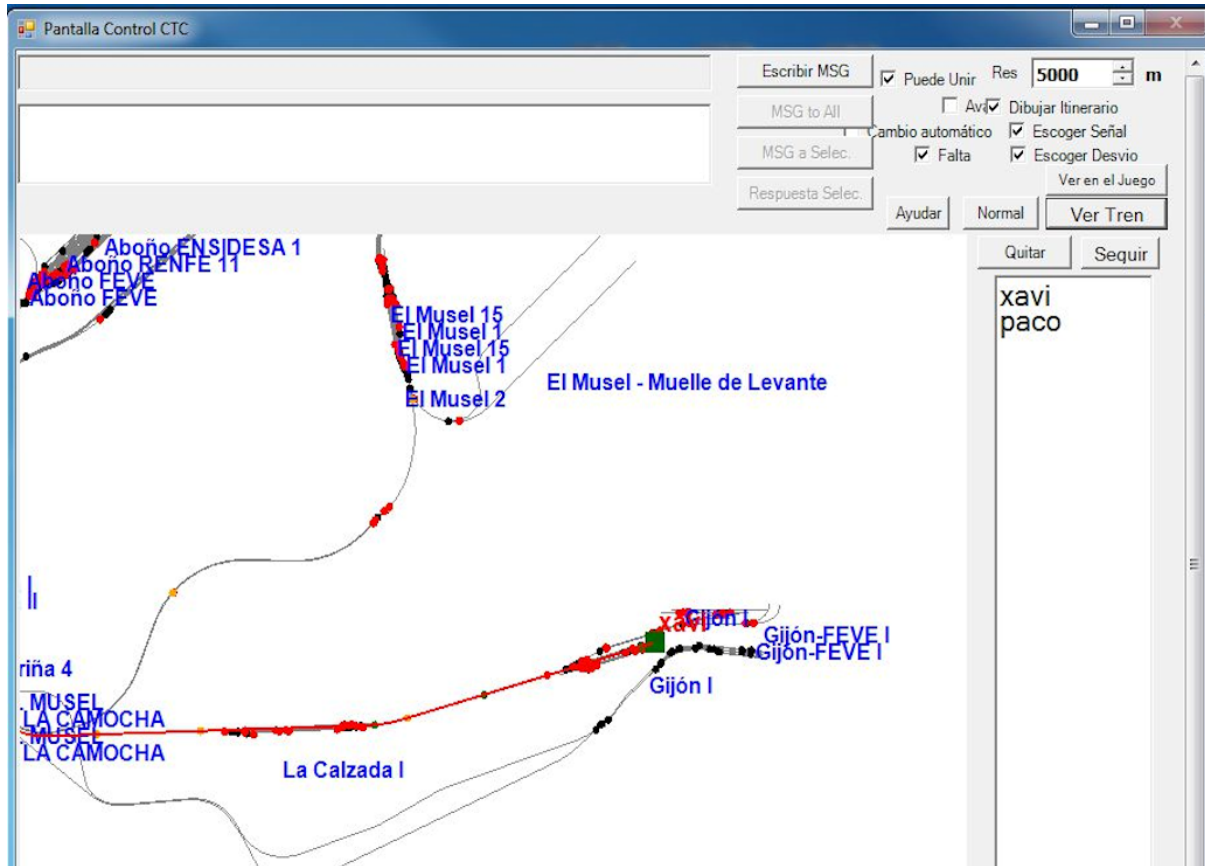 Pantalla Control CTC
Escribir MSG
Puede Unir
Res
5000
m
MSG to All
Dibujar Itinerario
Cambio automático
Escoger Señal
MSG a Selec.
Falta
Escoger Desvio
Ver en el Juego
Respuesta Selec.
Ayudar
Normal
Ver Tren
Quitar
Seguir
xavi
paco
Aboño ENSIDESA 1
Aboño RENFE 11
Aboño FEVE
Aboño FEVE
El Musel 15
El Musel 1
El Musel 15
El Musel 1
El Musel 2
El Musel - Muelle de Levante
xavi
Gijón I
Gijón-FEVE I
Gijón-FEVE I
Gijón I
riña 4
MUSEL
LA CAMOCHA
MUSEL
LA CAMOCHA
La Calzada I